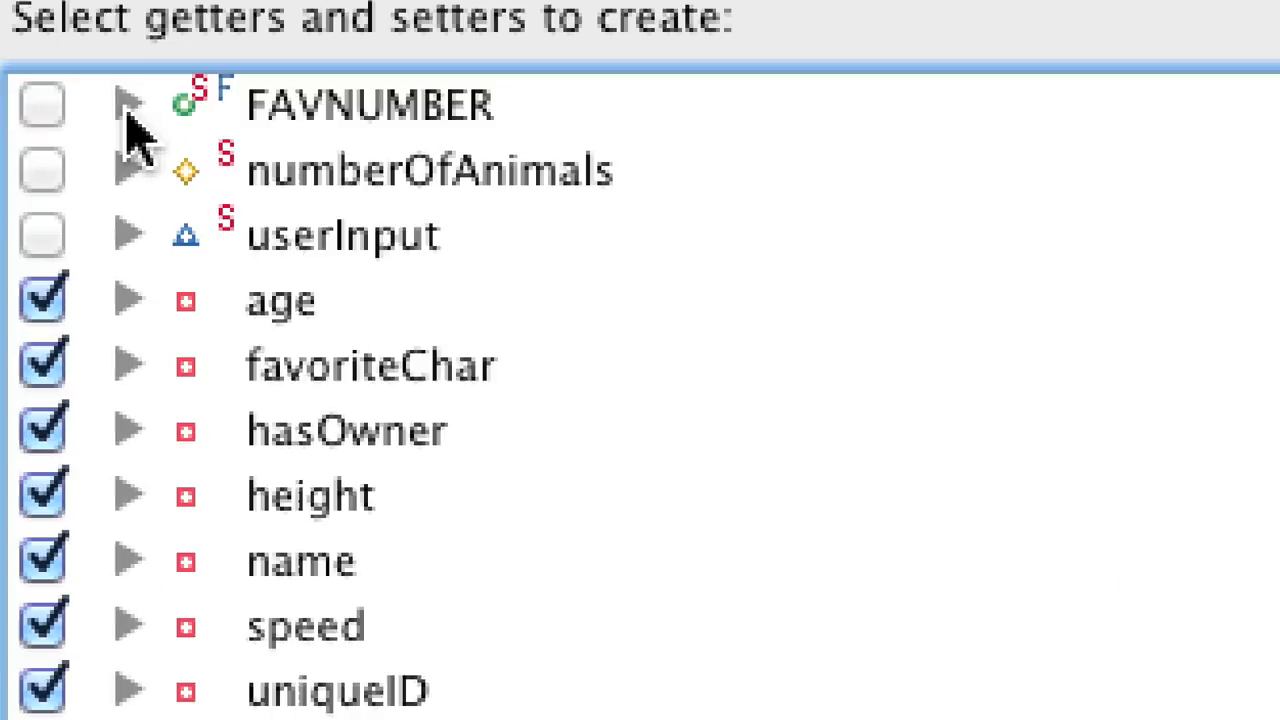 Select getters and setters to create:
S F FAVNUMBER
S numberOfAnimals
S userInput
age
favoriteChar
hasOwner
height
name
speed
uniqueID